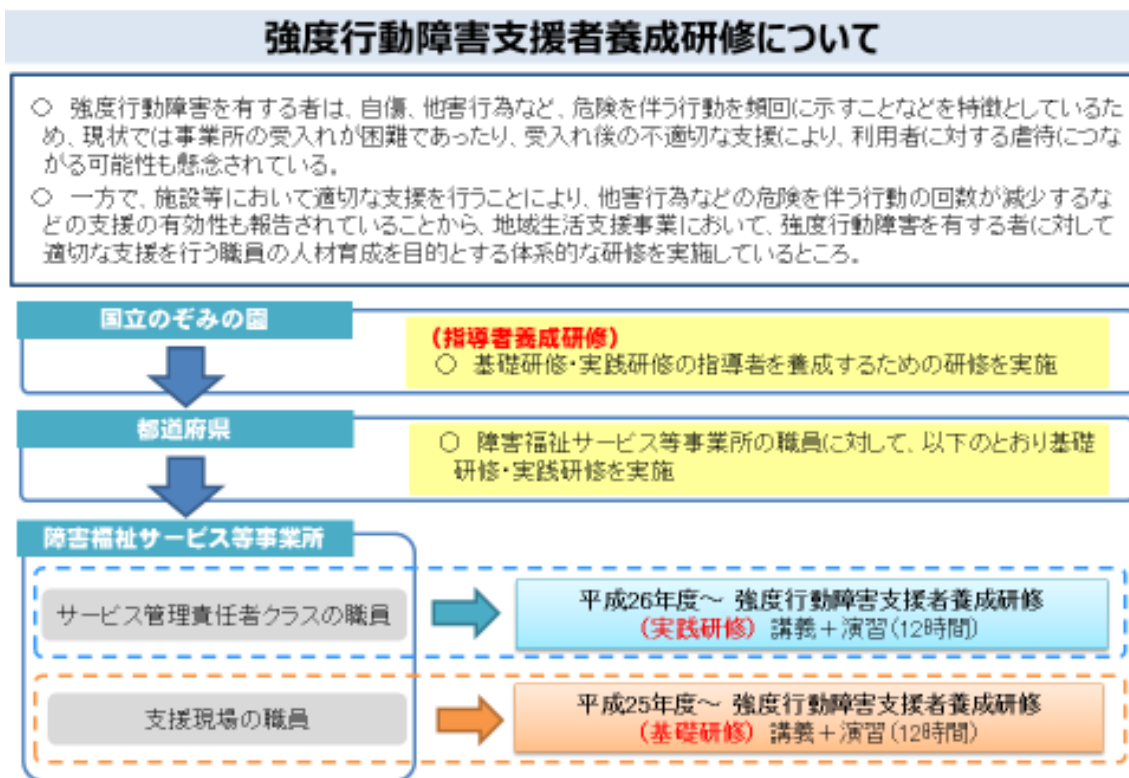 強度行動障害支援者養成研修について
○ 強度行動障害を有する者は、自傷、他害行為など、危険を伴う行動を頻回に示すことなどを特徴としているた
め、現状では事業所の受入れが困難であったり、受入れ後の不適切な支援により、利用者に対する虐待につな
がる可能性も懸念されている。
○ 一方で、施設等において適切な支援を行うことにより、他害行為などの危険を伴う行動の回数が減少するな
どの支援の有効性も報告されていることから、地域生活支援事業において、強度行動障害を有する者に対して
適切な支援を行う職員の人材育成を目的とする体系的な研修を実施しているところ。
国立のぞみの園
(指導者養成研修)
○ 基礎研修・実践研修の指導者を養成するための研修を実施
都道府県
○ 障害福祉サービス等事業所の職員に対して、以下のとおり基礎
研修・実践研修を実施
障害福祉サービス等事業所
サービス管理責任者クラスの職員
平成26年度～ 強度行動障害支援者養成研修
(実践研修) 講義＋演習(12時間)
支援現場の職員
平成25年度～ 強度行動障害支援者養成研修
(基礎研修) 講義＋演習(12時間)